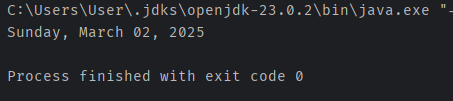 C:\Users\User\.jdks\openjdk-23.0.2\bin\java.exe "-
Sunday, March 02, 2025
Process finished with exit code 0